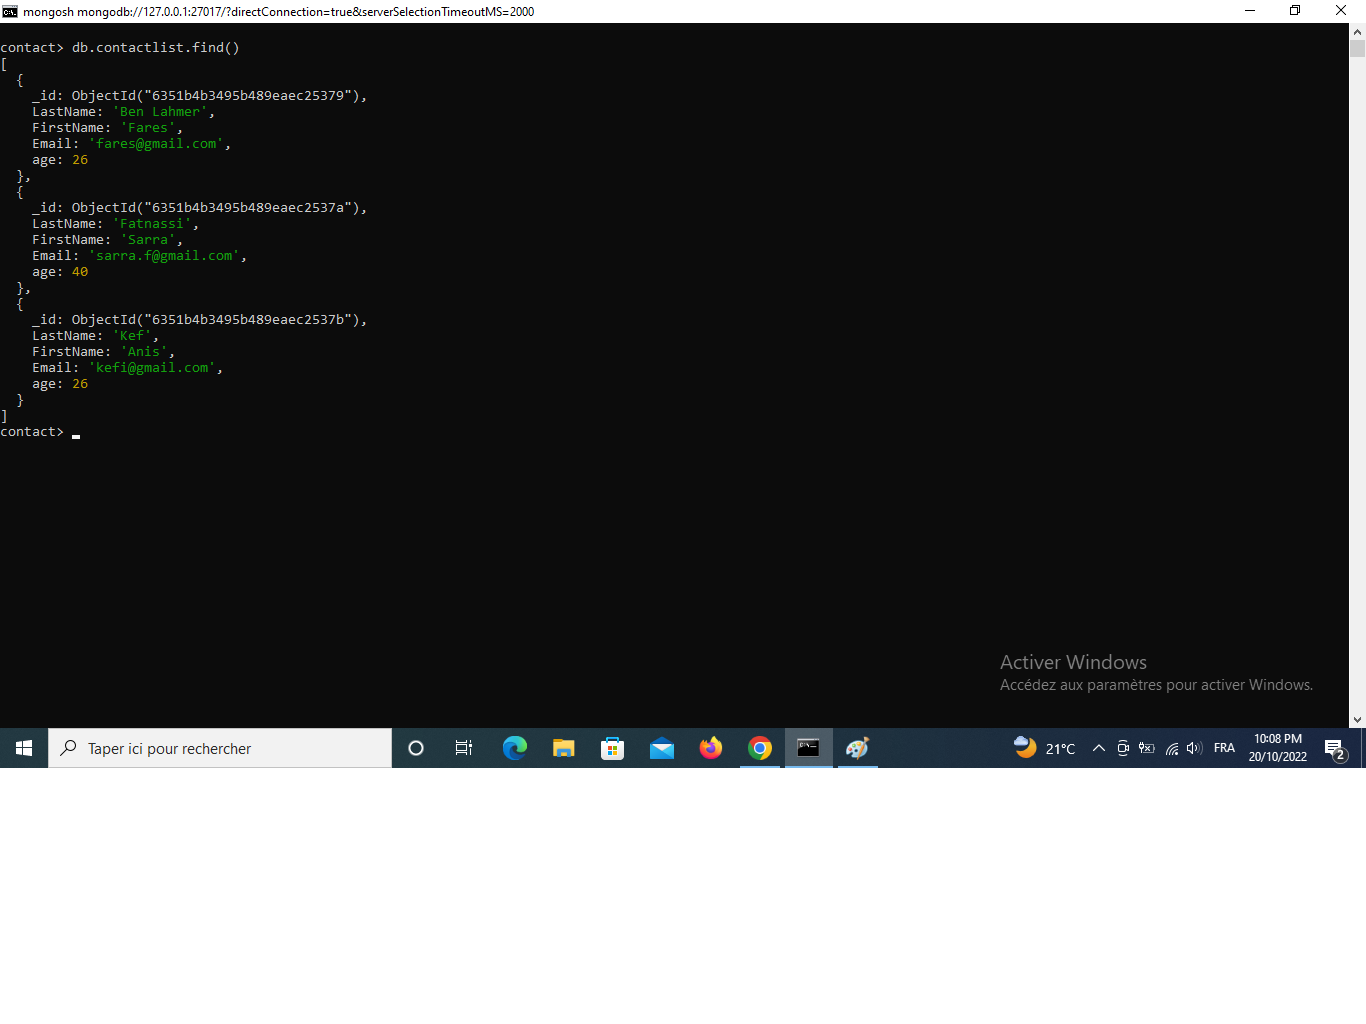 mongosh mongodb://127.0.0.1:27017/?directConnection=true&serverSelectionTimeoutMS=2000
contact> db.contactlist.find()
[
  {
    _id: ObjectId("6351b4b3495b489eaec25379"),
    LastName: 'Ben Lahmer',
    FirstName: 'Fares',
    Email: 'fares@gmail.com',
    age: 26
  },
  {
    _id: ObjectId("6351b4b3495b489eaec2537a"),
    LastName: 'Fatnassi',
    FirstName: 'Sarra',
    Email: 'sarra.f@gmail.com',
    age: 40
  },
  {
    _id: ObjectId("6351b4b3495b489eaec2537b"),
    LastName: 'Kef',
    FirstName: 'Anis',
    Email: 'kefi@gmail.com',
    age: 26
  }
]
contact>
Activer Windows
Accédez aux paramètres pour activer Windows.
Taper ici pour rechercher
21°C
FRA
10:08 PM
20/10/2022
2